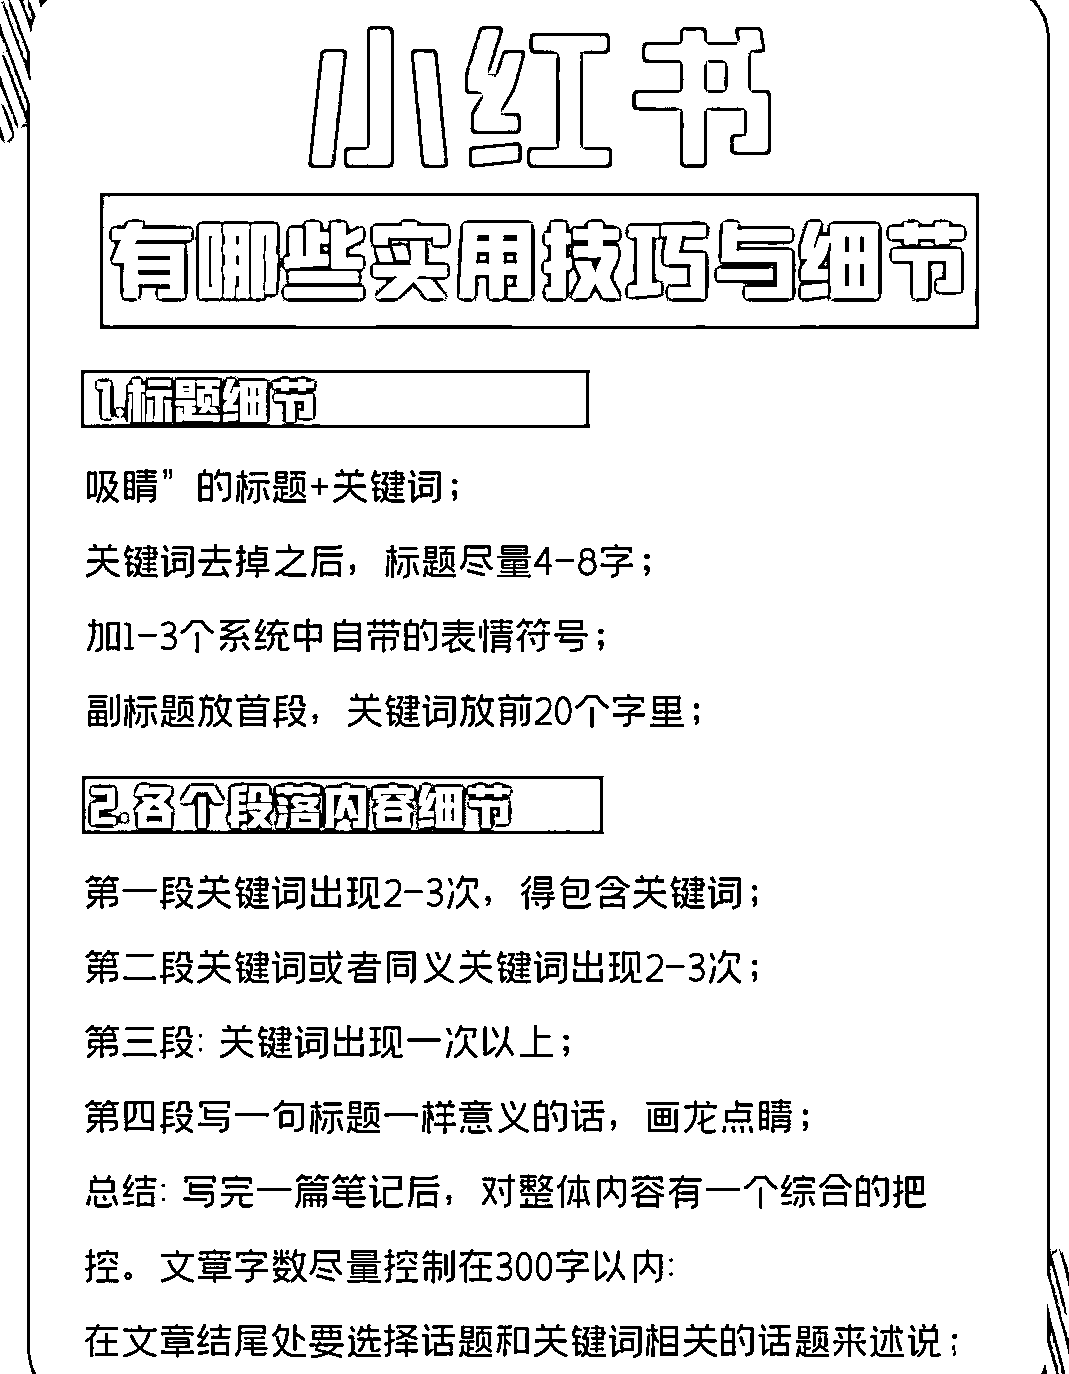 小红书
有哪些实用技巧与细节
1.标题细节
吸睛”的标题+关键词；
关键词去掉之后，标题尽量4-8字；
加1-3个系统中自带的表情符号；
副标题放首段，关键词放前20个字里；
2.各个段落内容细节
第一段关键词出现2-3次，得包含关键词；
第二段关键词或者同义关键词出现2-3次；
第三段：关键词出现一次以上；
第四段写一句标题一样意义的话，画龙点睛；
总结：写完一篇笔记后，对整体内容有一个综合的把
控。文章字数尽量控制在300字以内：
在文章结尾处要选择话题和关键词相关的话题来述说；